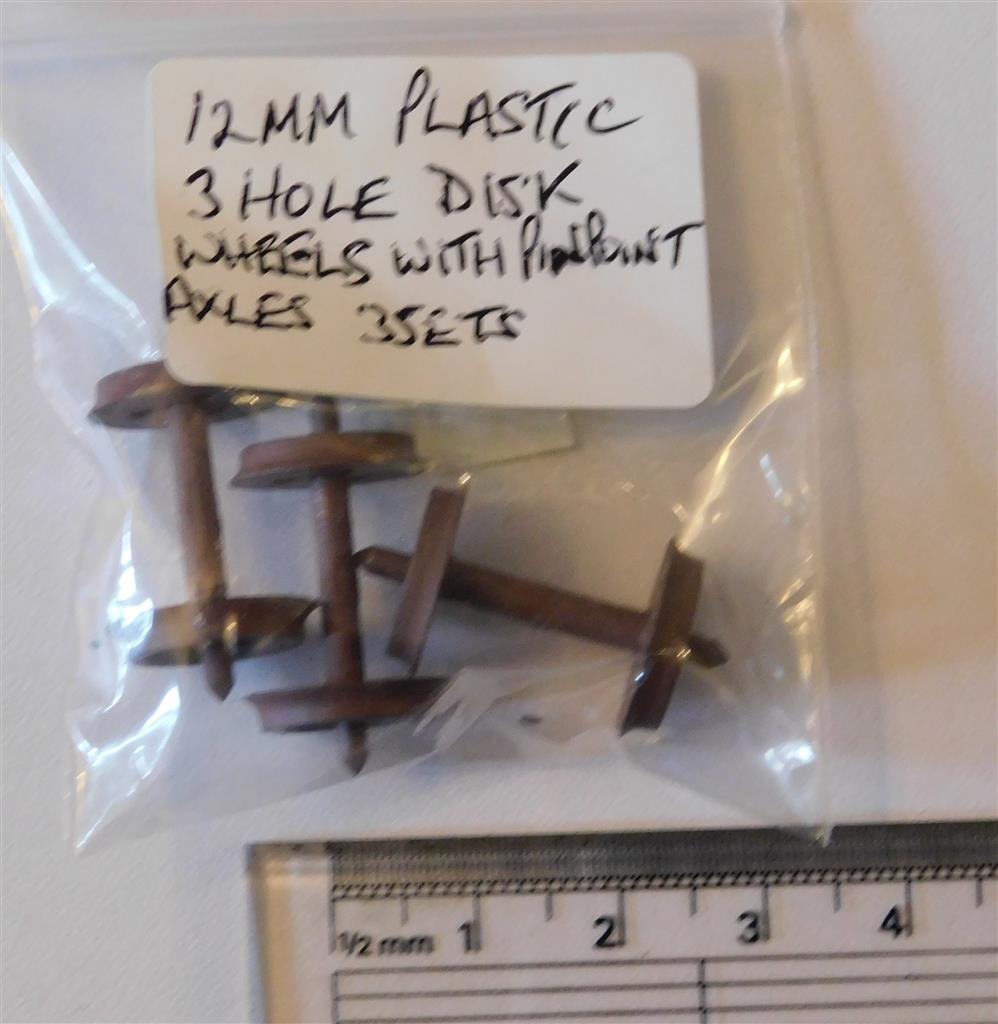 12MM PLASTIC
3 HOLE DISK
WHEELS WITH PINPOINT
AXLES 3SETS
1/2 mm 1 2 3 4